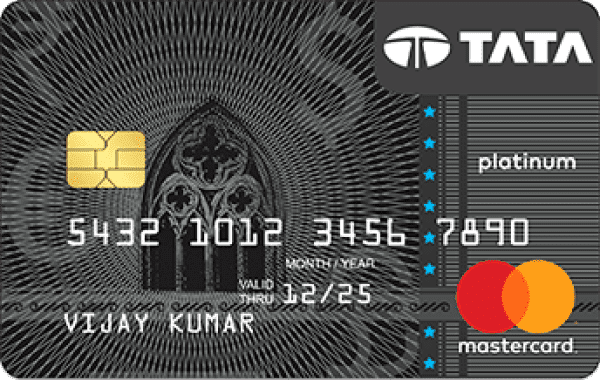 TATA
platinum
5432 1012 3456 7890
MONTH / YEAR
VALID
THRU 12/25
VIJAY KUMAR
mastercard.